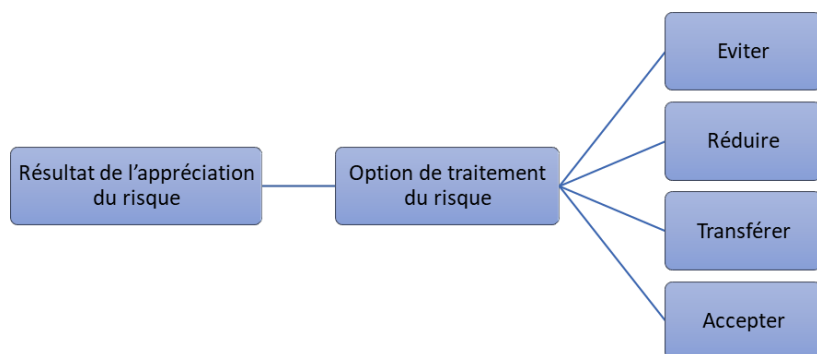 Eviter
Réduire
Résultat de l’appréciation
du risque
Option de traitement
du risque
Transférer
Accepter